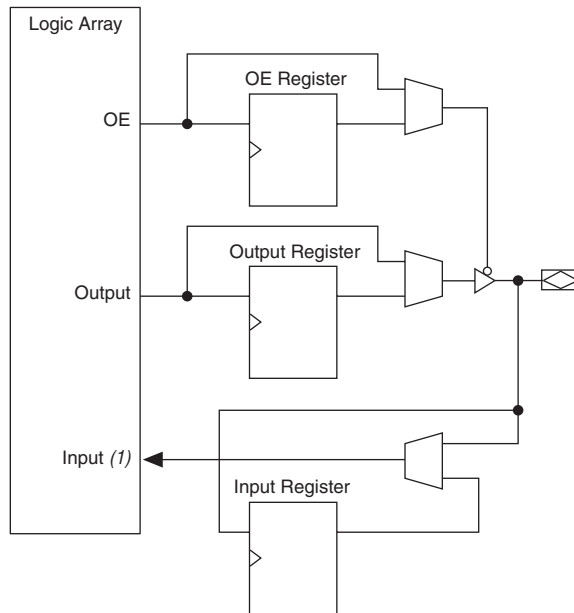 Logic Array
OE Register
OE
Output Register
Output
Input (1)
Input Register